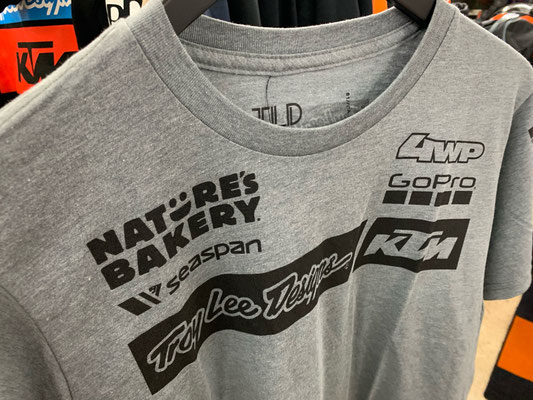 KTM
TLD
NATURE'S
BAKERY
seaspan
4WP
GoPro
Troy Lee Designs
KTM